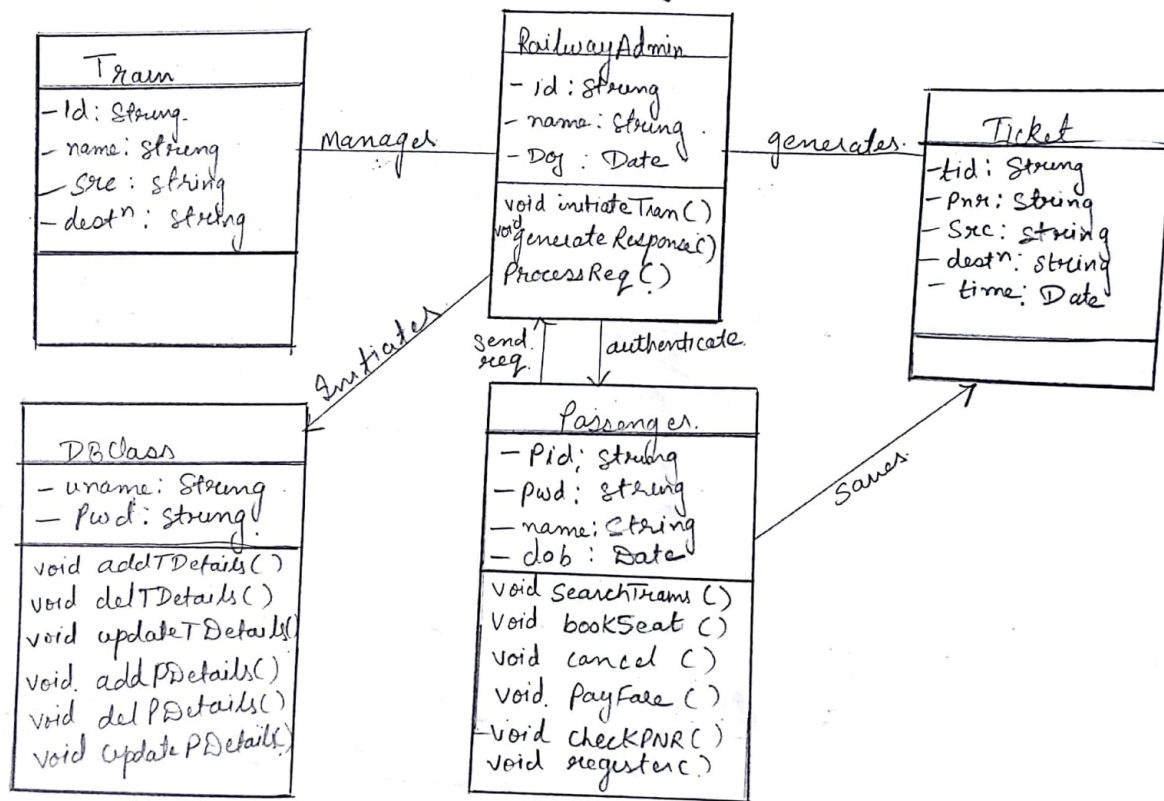 Train
- Id: String
- name: String
- Src: String
- destⁿ: String
manages
RailwayAdmin
- id: String
- name: String
- Doj : Date
void initiateTran()
void generateResponse()
ProcessReq()
generates
Ticket
- tid: String
- Pnr: String
- Src: String
- destⁿ: String
- time: Date
Initiates
send req.
authenticate.
saves
DBClass
- uname: String
- Pwd: String
void addTDetails()
void delTDetails()
void updateTDetails()
void addPDetails()
void delPDetails()
void updatePDetails()
Passenger
- Pid: String
- Pwd: String
- name: String
- dob : Date
void SearchTrains()
void bookSeat()
void cancel()
void PayFare()
void checkPNR()
void register()